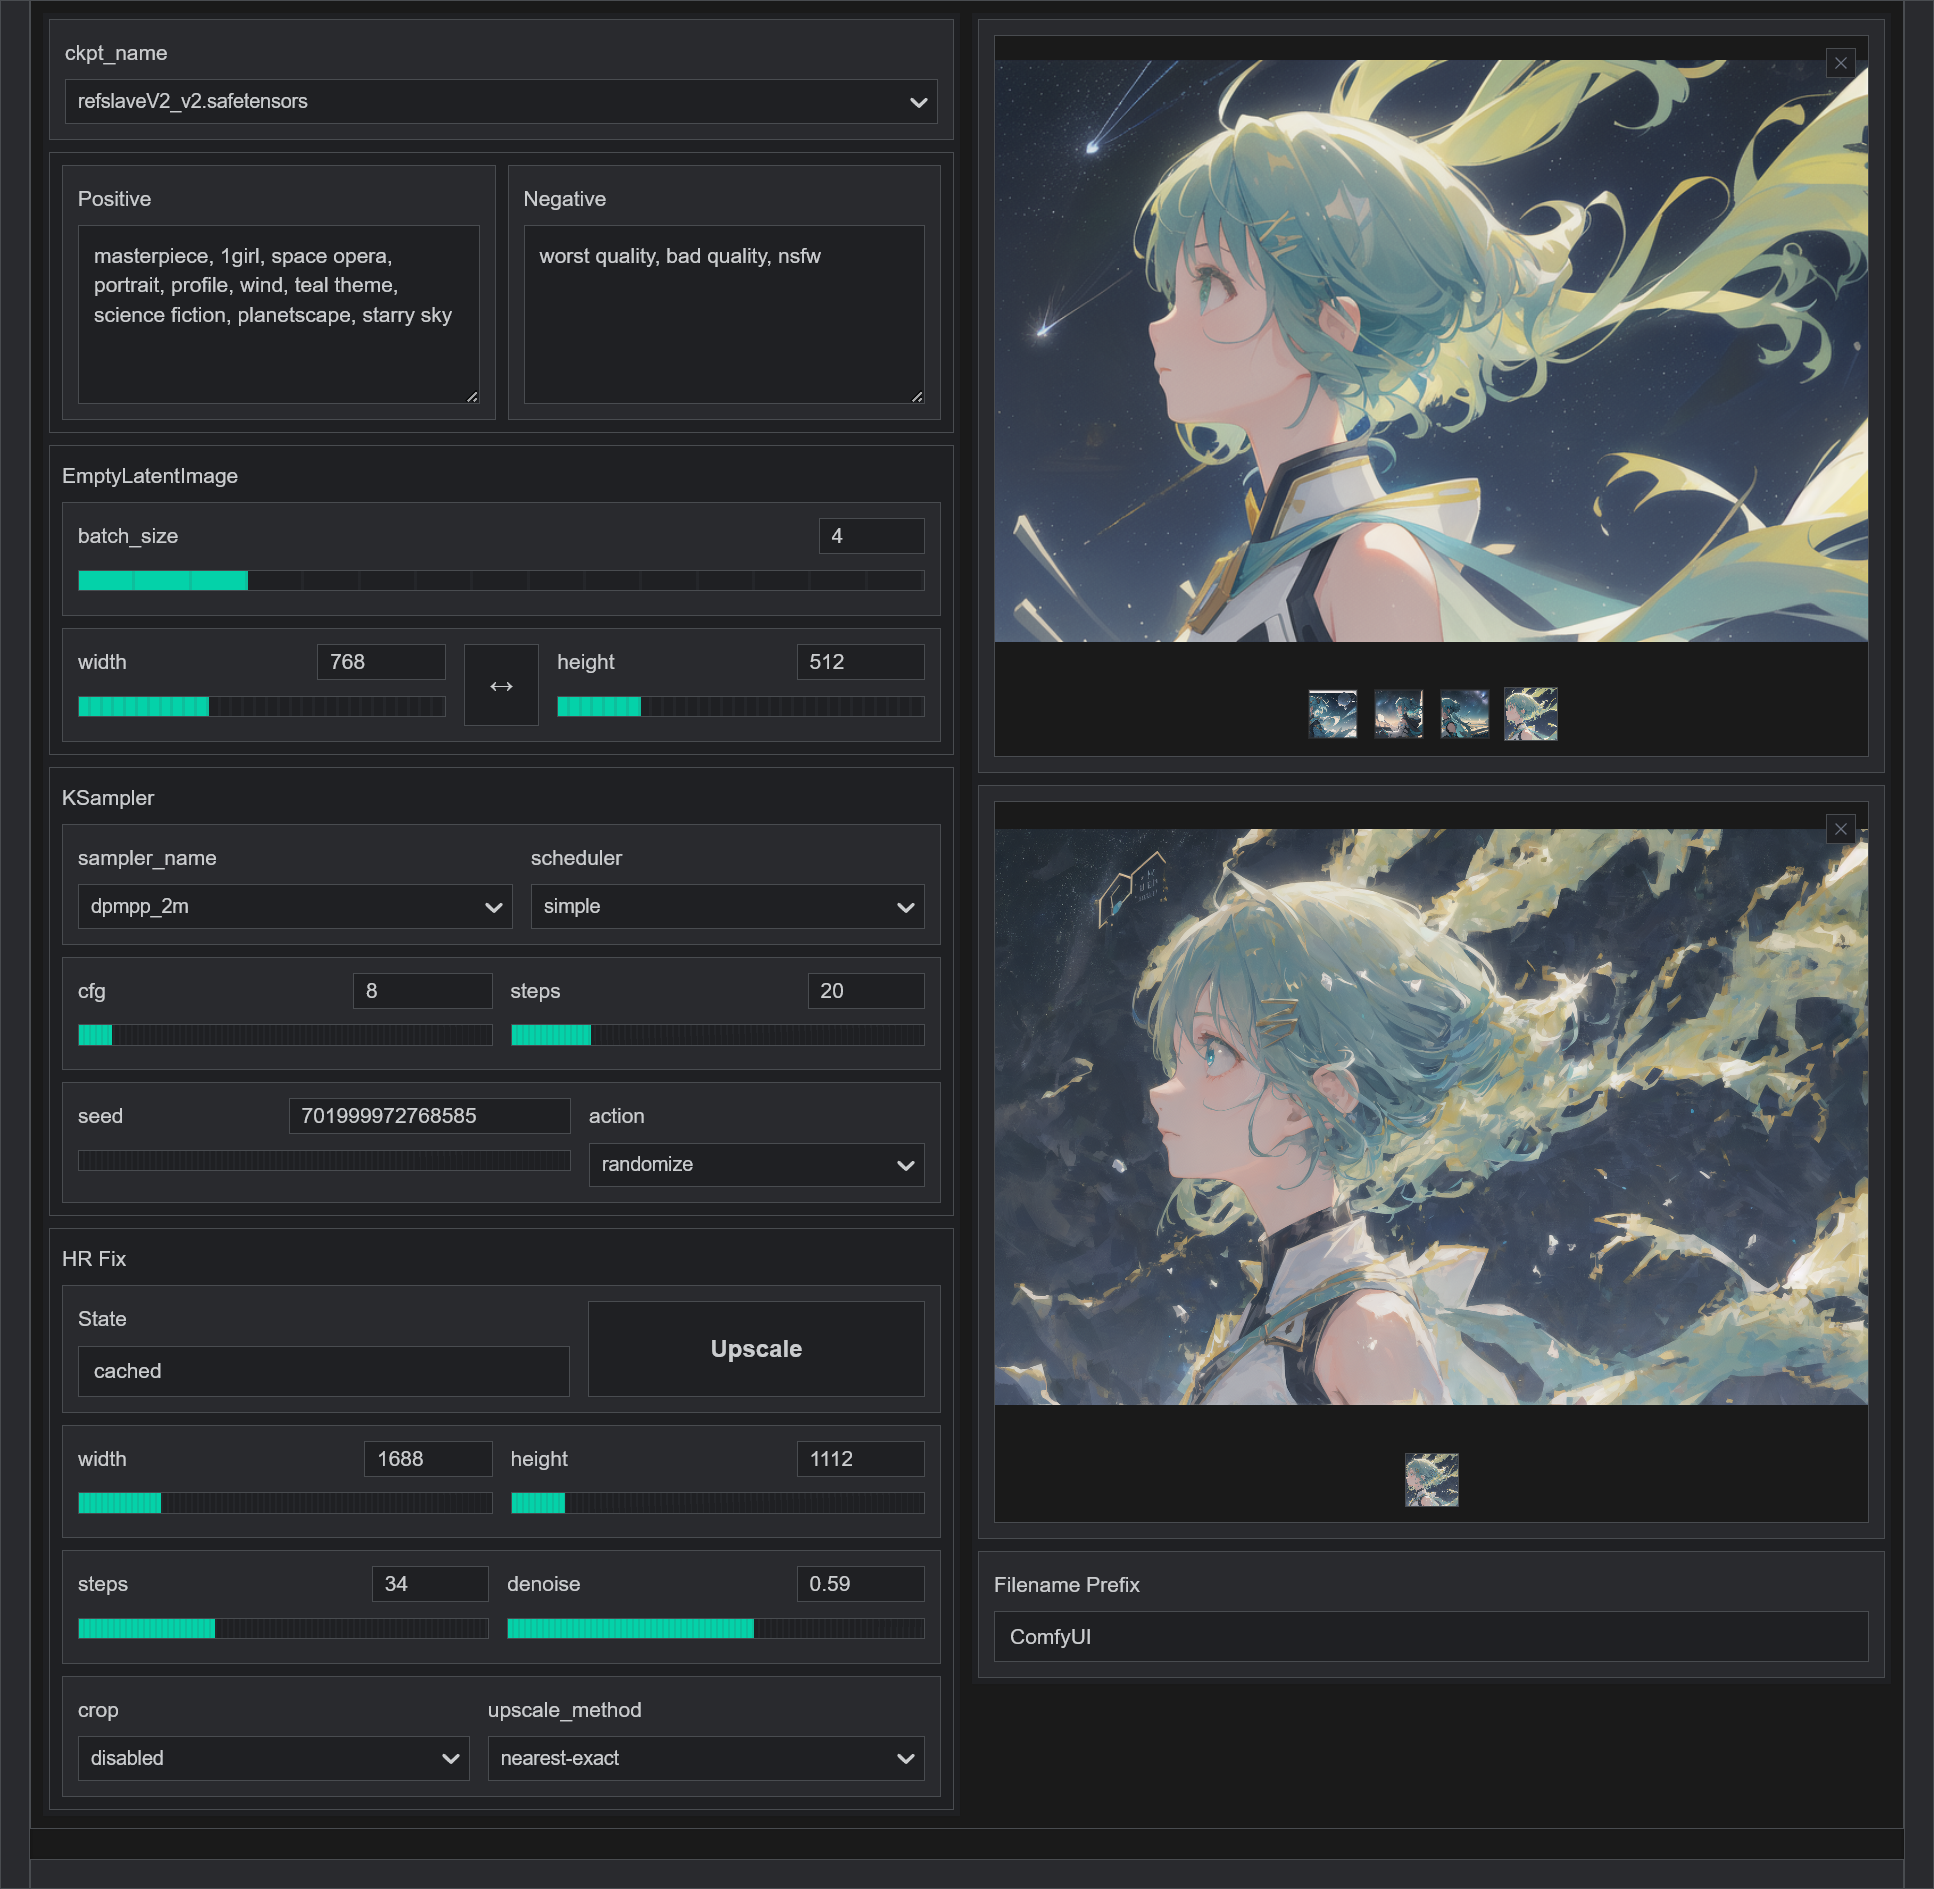 ckpt_name
refslaveV2_v2.safetensors
Positive
masterpiece, 1girl, space opera,
portrait, profile, wind, teal theme,
science fiction, planetscape, starry sky
Negative
worst quality, bad quality, nsfw
EmptyLatentImage
batch_size
4
width
768
↔
height
512
KSampler
sampler_name
dpmpp_2m
scheduler
simple
cfg
8
steps
20
seed
701999972768585
action
randomize
HR Fix
State
cached
Upscale
width
1688
height
1112
steps
34
denoise
0.59
crop
disabled
upscale_method
nearest-exact
Filename Prefix
ComfyUI